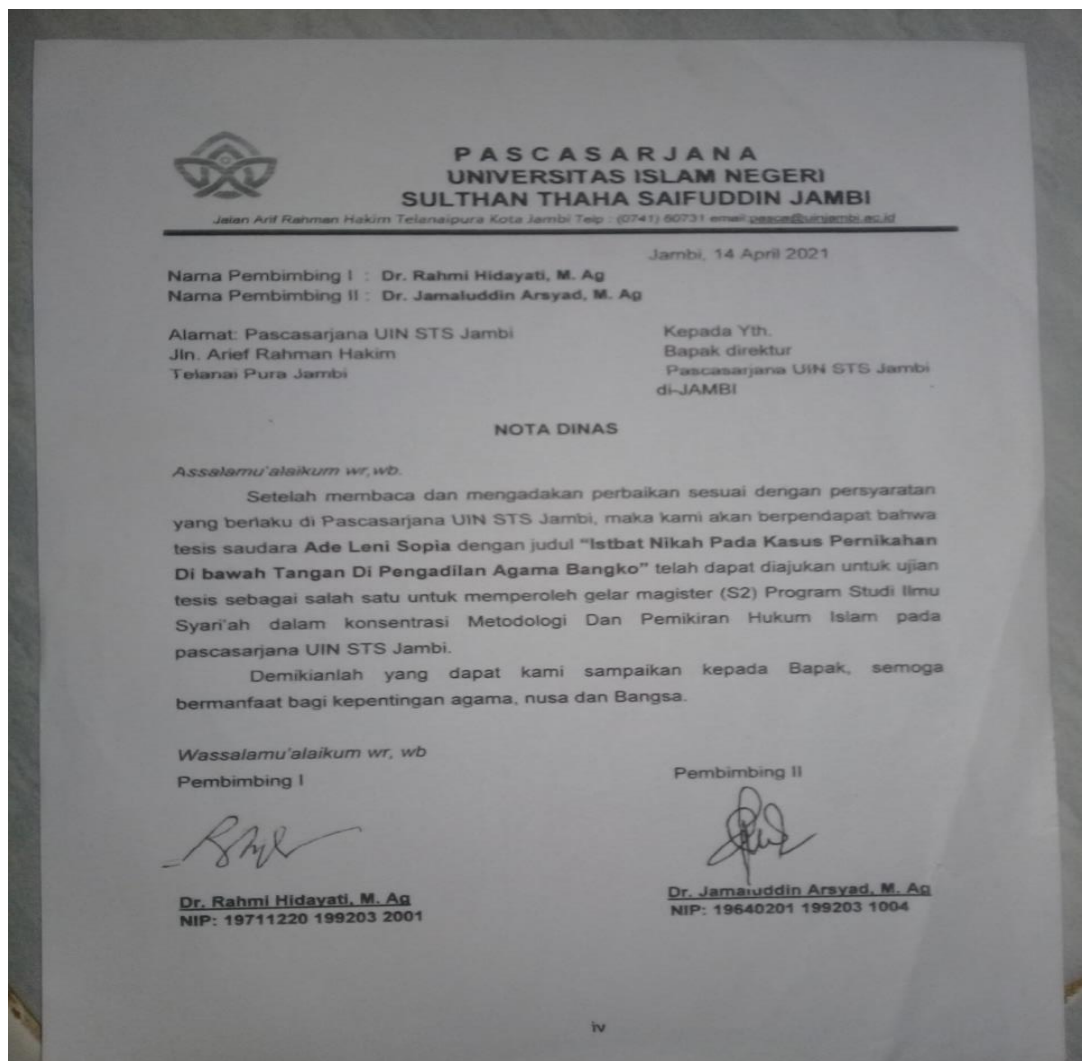 PASCASARJANA
UNIVERSITAS ISLAM NEGERI
SULTHAN THAHA SAIFUDDIN JAMBI
Jalan Arif Rahman Hakim Telanaipura Kota Jambi Telp : (0741) 60731 email:pasca@uinjambi.ac.id
Jambi, 14 April 2021
Nama Pembimbing I : Dr. Rahmi Hidayati, M. Ag
Nama Pembimbing II : Dr. Jamaluddin Arsyad, M. Ag
Alamat: Pascasarjana UIN STS Jambi
Jln. Arief Rahman Hakim
Telanai Pura Jambi
Kepada Yth.
Bapak direktur
Pascasarjana UIN STS Jambi
di-JAMBI
NOTA DINAS
Assalamu'alaikum wr,wb.
Setelah membaca dan mengadakan perbaikan sesuai dengan persyaratan
yang berlaku di Pascasarjana UIN STS Jambi, maka kami akan berpendapat bahwa
tesis saudara Ade Leni Sopia dengan judul "Istbat Nikah Pada Kasus Pernikahan
Di bawah Tangan Di Pengadilan Agama Bangko" telah dapat diajukan untuk ujian
tesis sebagai salah satu untuk memperoleh gelar magister (S2) Program Studi Ilmu
Syari'ah dalam konsentrasi Metodologi Dan Pemikiran Hukum Islam pada
pascasarjana UIN STS Jambi.
Demikianlah yang dapat kami sampaikan kepada Bapak, semoga
bermanfaat bagi kepentingan agama, nusa dan Bangsa.
Wassalamu'alaikum wr, wb
Pembimbing I
Dr. Rahmi Hidayati, M. Ag
NIP: 19711220 199203 2001
Pembimbing II
Dr. Jamaluddin Arsyad, M. Ag
NIP: 19640201 199203 1004
iv